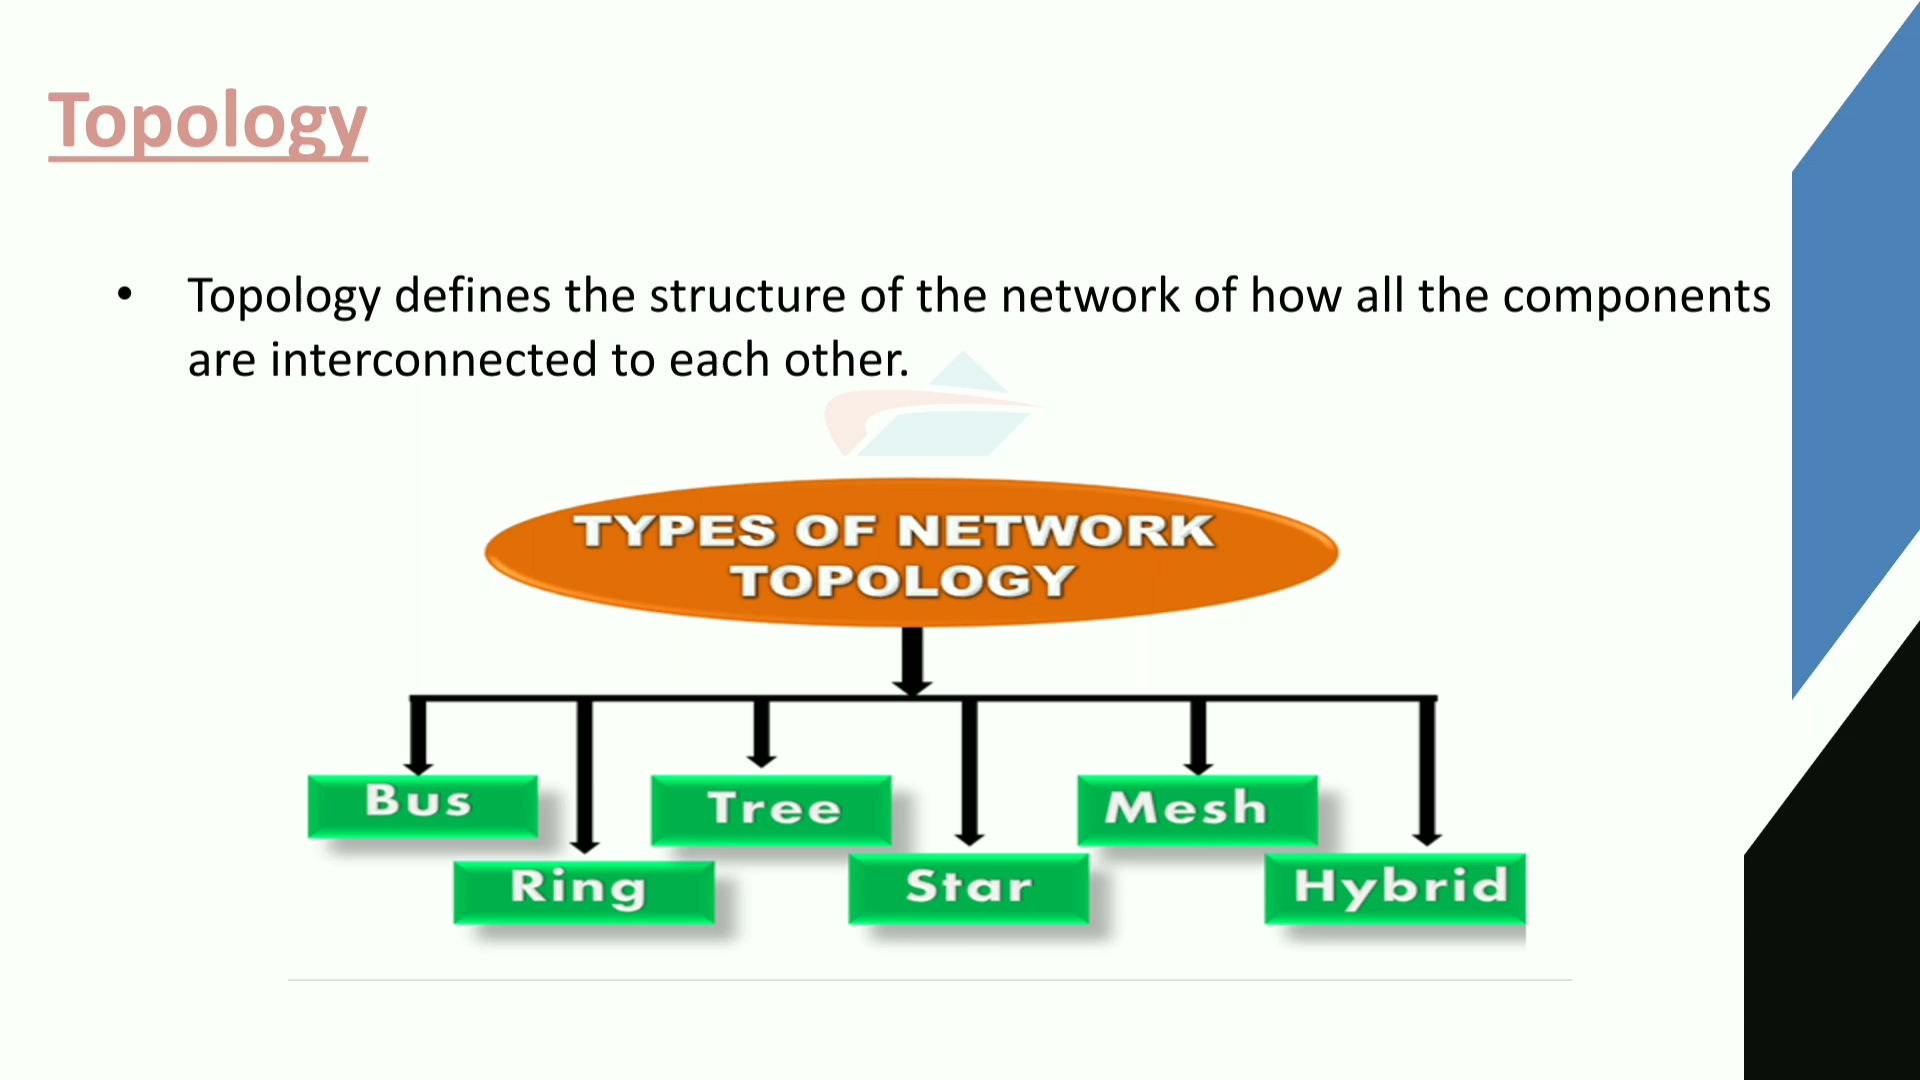 Topology
• Topology defines the structure of the network of how all the components
are interconnected to each other.
TYPES OF NETWORK
TOPOLOGY
Bus
Tree
Mesh
Ring
Star
Hybrid